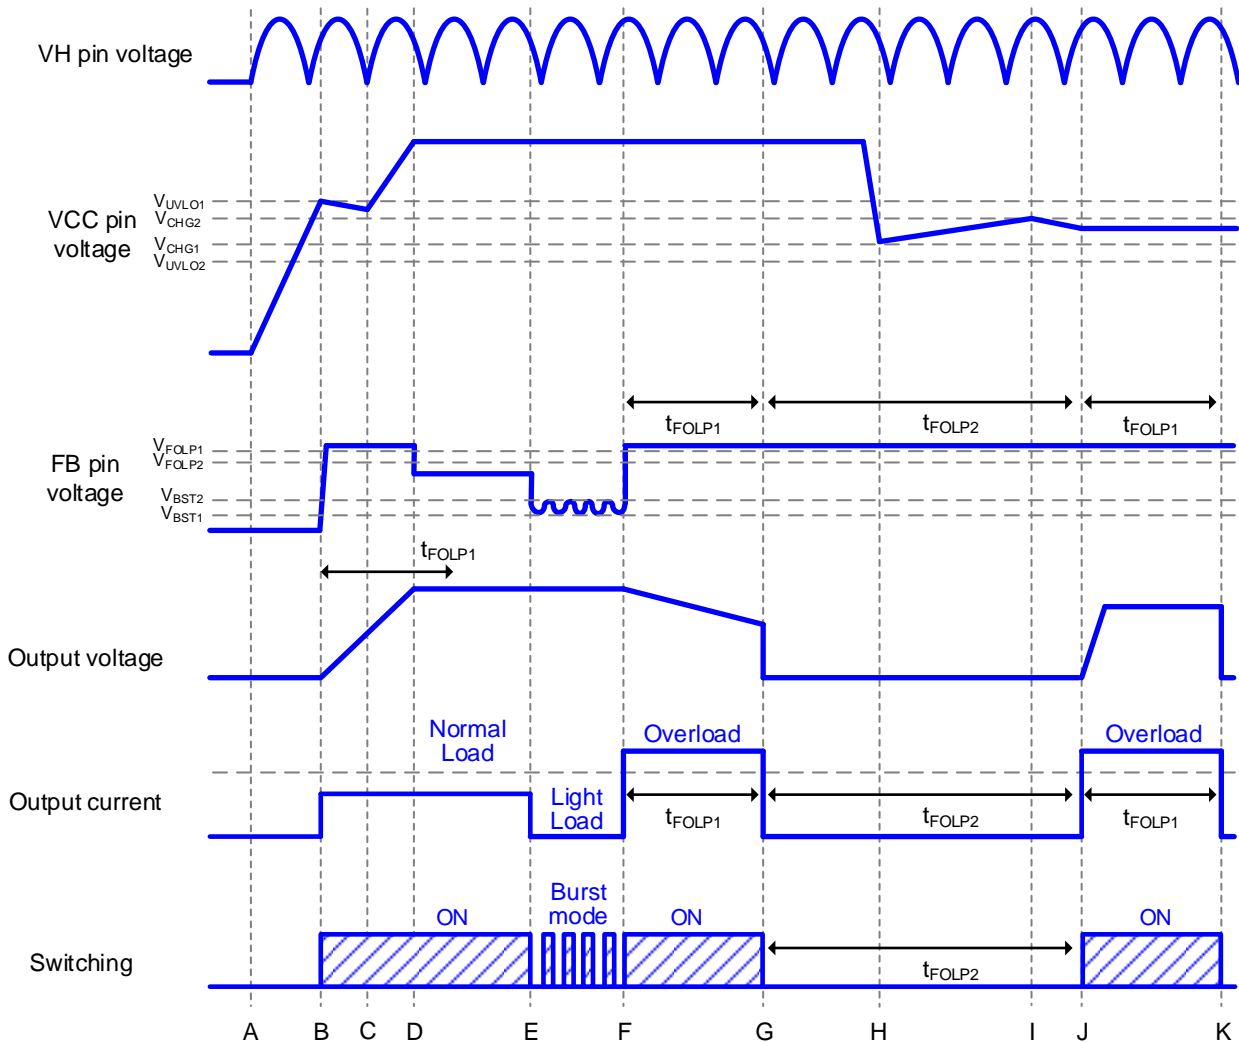 VH pin voltage
VCC pin
voltage
VUVLO1
VCHG2
VCHG1
VUVLO2
FB pin
voltage
VFOLP1
VFOLP2
VBST2
VBST1
tFOLP1
tFOLP2
tFOLP1
tFOLP1
Output voltage
Normal
Load
Overload
Overload
Output current
Light
Load
tFOLP1
tFOLP2
tFOLP1
Burst
mode
ON
ON
ON
Switching
tFOLP2
A B C D E F G H I J K